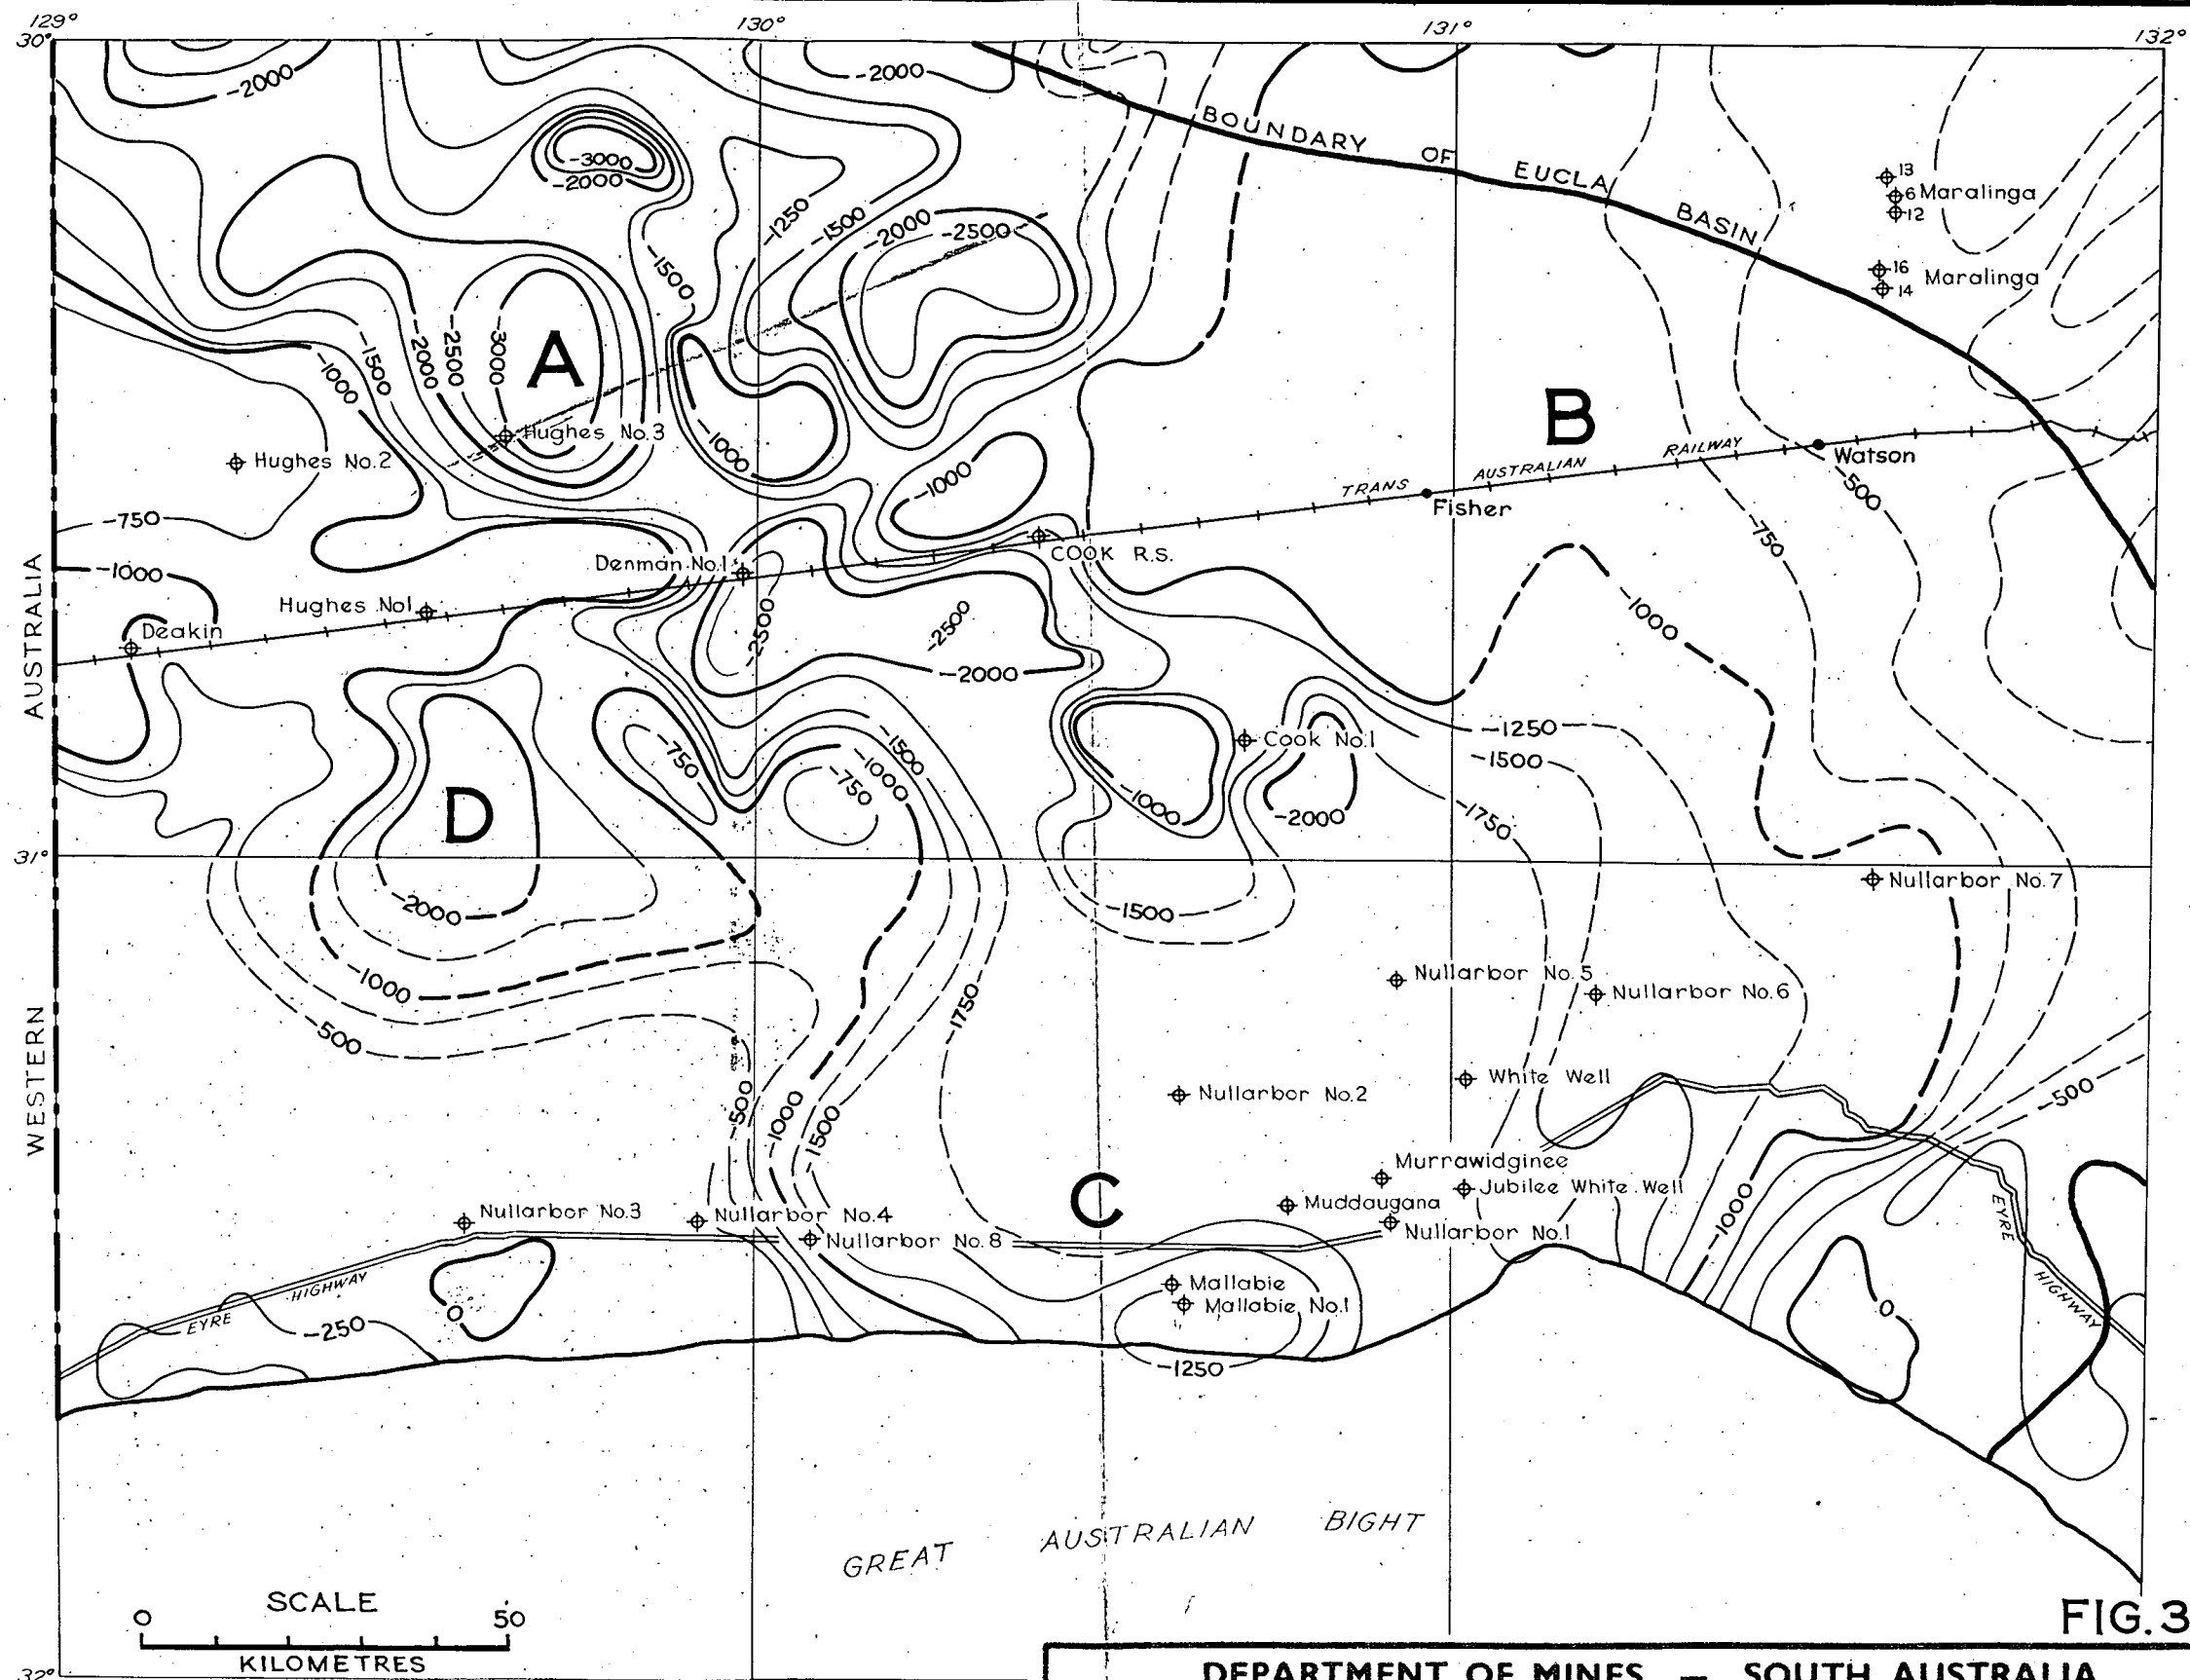 129°
130°
131°
132°
30°
-2000
-2000
BOUNDARY OF EUCLA BASIN
-3000
-2000
13
6 Maralinga
12
-1250
-1500
-2000
-2500
-1500
16
Maralinga
14
-1000
-1500
-2000
-2500
-3000
A
B
Hughes No.3
Hughes No.2
-1000
-1000
TRANS AUSTRALIAN RAILWAY
Watson
Fisher
-500
-750
-750
COOK R.S.
Denman No.1
-1000
Hughes No1
Deakin
-2500
-2500
-1000
-2000
WESTERN AUSTRALIA
-750
-1500
-1000
-750
Cook No.1
-1250
-1500
-1000
-2000
-1750
D
31°
-2000
-1500
Nullarbor No.7
-1000
Nullarbor No.5
Nullarbor No.6
-500
-1750
White Well
Nullarbor No.2
-500
-1000
-1500
-500
Murrawidginee
Jubilee White Well
C
Muddaugana
Nullarbor No.1
-1000
Nullarbor No.3
Nullarbor No.4
Nullarbor No.8
EYRE HIGHWAY
Mallabie
Mallabie No.1
0
0
EYRE HIGHWAY
-250
-1250
GREAT AUSTRALIAN BIGHT
SCALE
0 50
KILOMETRES
FIG.3
32°
DEPARTMENT OF MINES — SOUTH AUSTRALIA